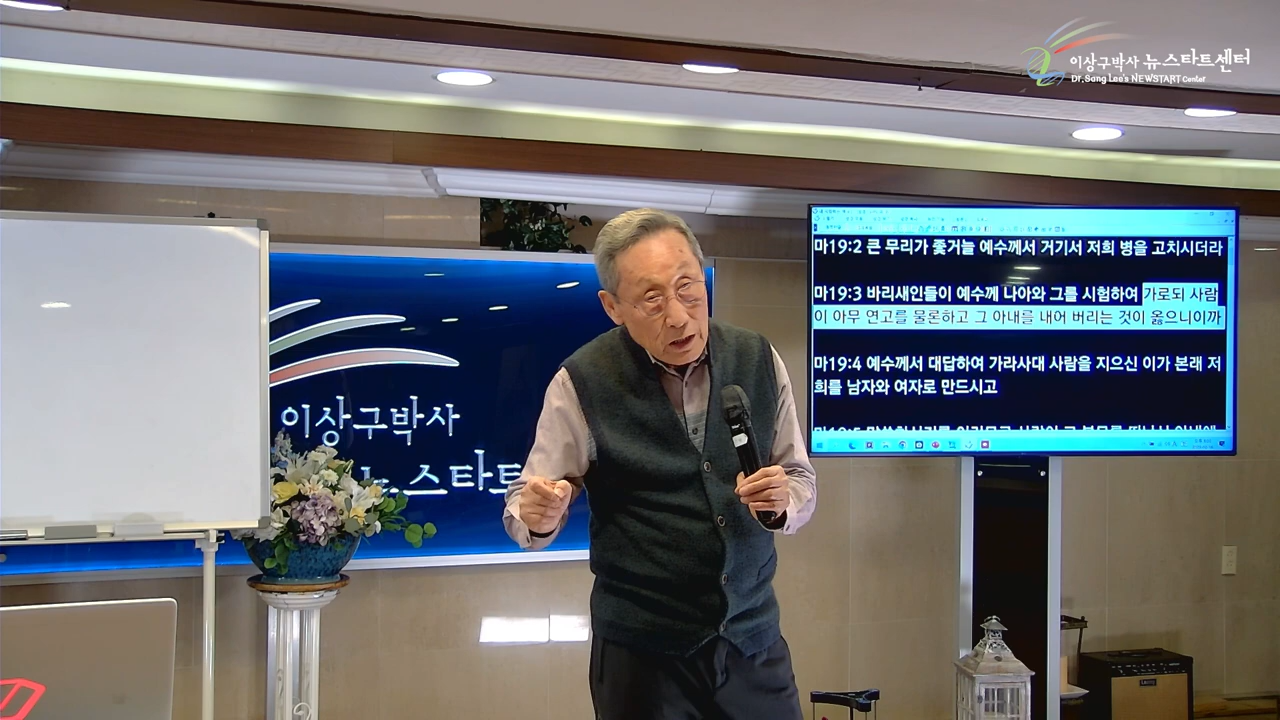 이상구박사 뉴스타트센터
Dr. Sang Lee's NEWSTART Center
마19:2 큰 무리가 좇거늘 예수께서 거기서 저희 병을 고치시더라
마19:3 바리새인들이 예수께 나아와 그를 시험하여 가로되 사람
이 아무 연고를 물론하고 그 아내를 내어 버리는 것이 옳으니이까
마19:4 예수께서 대답하여 가라사대 사람을 지으신 이가 본래 저
희를 남자와 여자로 만드시고
이상구박사
뉴스타트